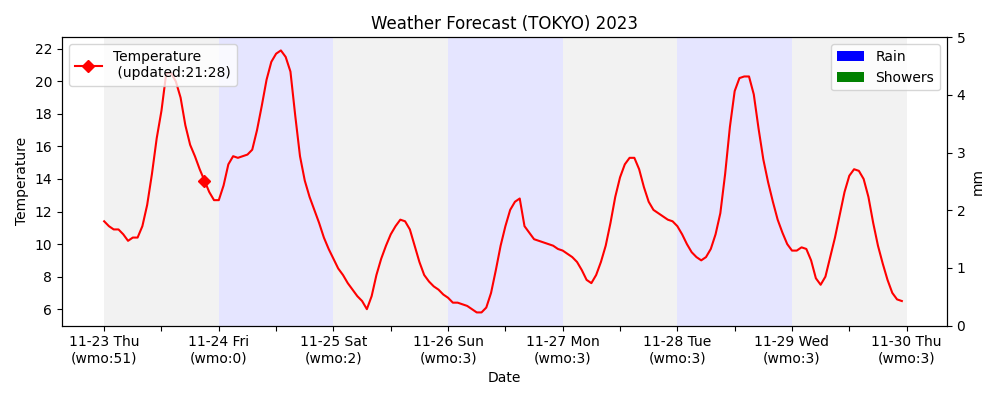 Weather Forecast (TOKYO) 2023
Temperature
(updated:21:28)
Rain
Showers
22
20
18
16
14
12
10
8
6
Temperature
5
4
3
2
1
0
mm
11-23 Thu
(wmo:51)
11-24 Fri
(wmo:0)
11-25 Sat
(wmo:2)
11-26 Sun
(wmo:3)
11-27 Mon
(wmo:3)
11-28 Tue
(wmo:3)
11-29 Wed
(wmo:3)
11-30 Thu
(wmo:3)
Date